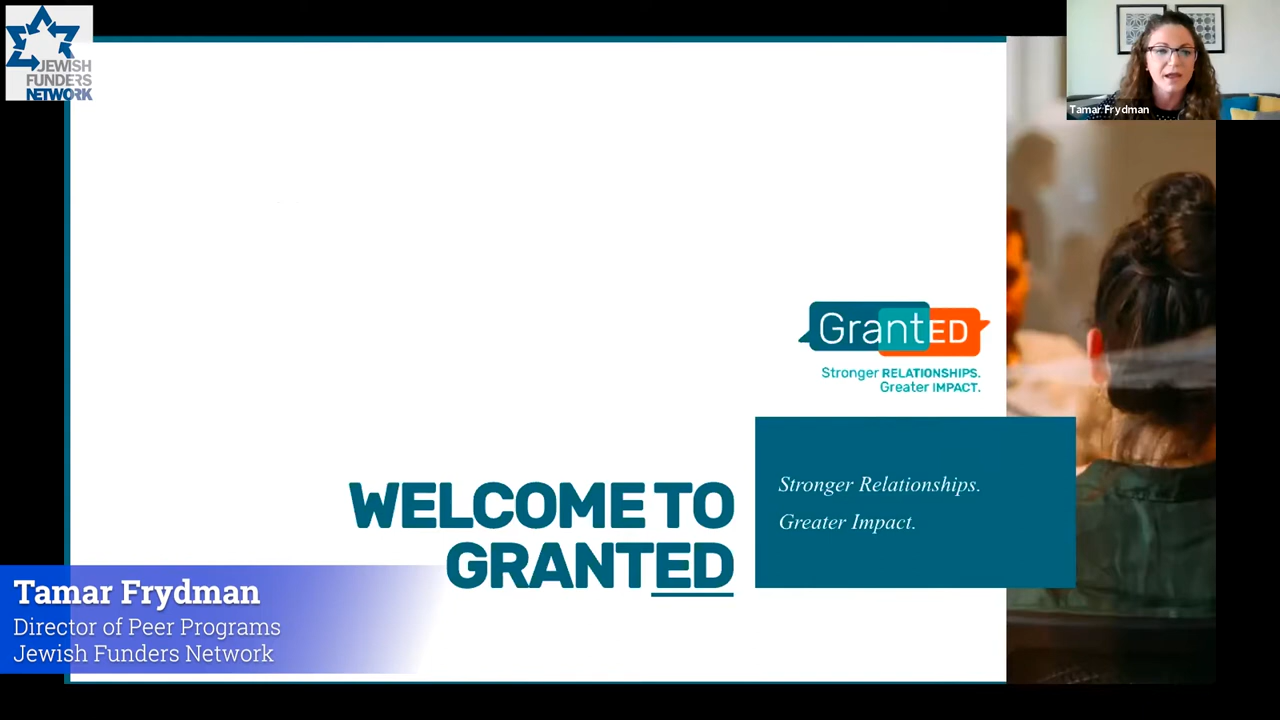 JEWISH
FUNDERS
NETWORK
Tamar Frydman
GrantED
Stronger RELATIONSHIPS.
Greater IMPACT.
Stronger Relationships.
Greater Impact.
WELCOME TO
GRANTED
Tamar Frydman
Director of Peer Programs
Jewish Funders Network